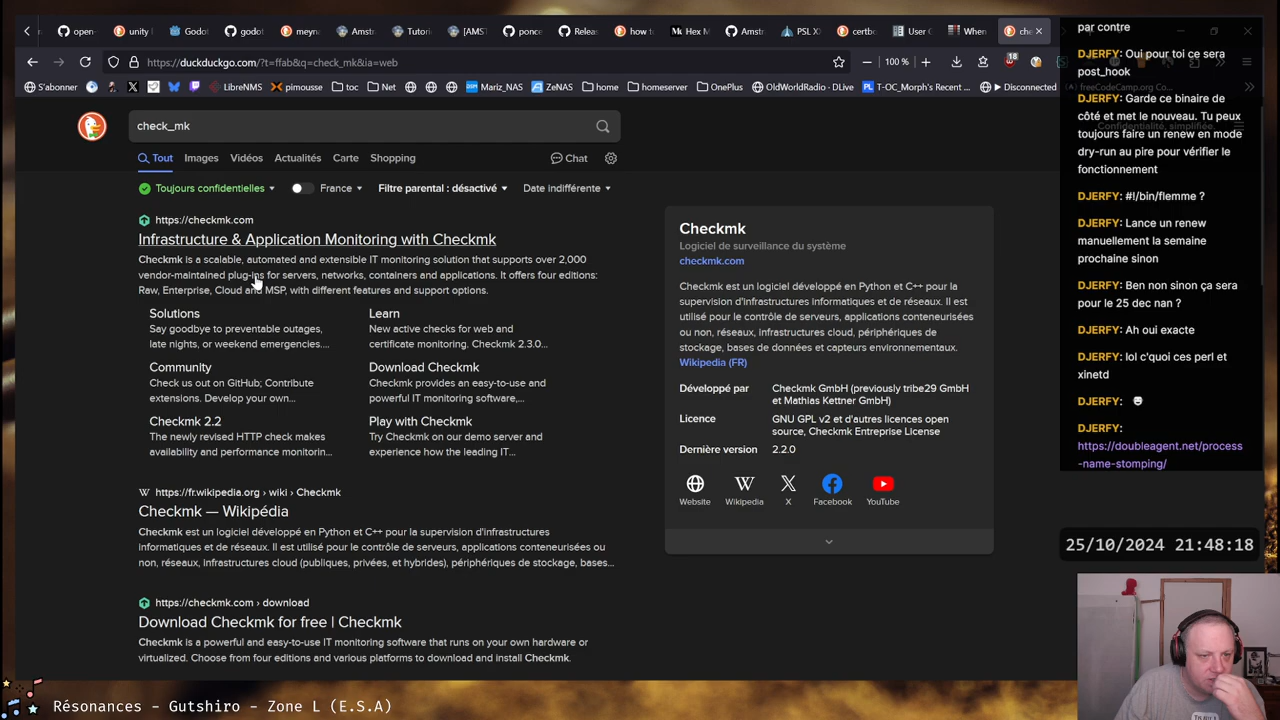 open-
unity l
Godot
godot
meyna
Amstr
Tutori
[AMST
ponce
Releas
how to
Hex M
Amstr
PSL X
certbo
User G
When
che
https://duckduckgo.com/?t=ffab&q=check_mk&ia=web
100 %
18
S'abonner
LibreNMS
pimousse
toc
Net
Mariz_NAS
ZeNAS
home
homeserver
OnePlus
OldWorldRadio - DLive
T-OC_Morph's Recent ...
Disconnected
check_mk
Tout
Images
Vidéos
Actualités
Carte
Shopping
Chat
Toujours confidentielles
France
Filtre parental : désactivé
Date indifférente
https://checkmk.com
Infrastructure & Application Monitoring with Checkmk
Checkmk is a scalable, automated and extensible IT monitoring solution that supports over 2,000
vendor-maintained plug-ins for servers, networks, containers and applications. It offers four editions:
Raw, Enterprise, Cloud and MSP, with different features and support options.
Solutions
Say goodbye to preventable outages,
late nights, or weekend emergencies....
Learn
New active checks for web and
certificate monitoring. Checkmk 2.3.0...
Community
Check us out on GitHub; Contribute
extensions. Develop your own...
Download Checkmk
Checkmk provides an easy-to-use and
powerful IT monitoring software,...
Checkmk 2.2
The newly revised HTTP check makes
availability and performance monitorin...
Play with Checkmk
Try Checkmk on our demo server and
experience how the leading IT...
https://fr.wikipedia.org › wiki › Checkmk
Checkmk — Wikipédia
Checkmk est un logiciel développé en Python et C++ pour la supervision d'infrastructures
informatiques et de réseaux. Il est utilisé pour le contrôle de serveurs, applications conteneurisées ou
non, réseaux, infrastructures cloud (publiques, privées, et hybrides), périphériques de stockage, bases...
https://checkmk.com › download
Download Checkmk for free | Checkmk
Checkmk is a powerful and easy-to-use IT monitoring software that runs on your own hardware or
virtualized. Choose from four editions and various platforms to download and install Checkmk.
Checkmk
Logiciel de surveillance du système
checkmk.com
Checkmk est un logiciel développé en Python et C++ pour la
supervision d'infrastructures informatiques et de réseaux. Il est
utilisé pour le contrôle de serveurs, applications conteneurisées
ou non, réseaux, infrastructures cloud, périphériques de
stockage, bases de données et capteurs environnementaux.
Wikipedia (FR)
Développé par
Checkmk GmbH (previously tribe29 GmbH
et Mathias Kettner GmbH)
Licence
GNU GPL v2 et d'autres licences open
source, Checkmk Entreprise License
Dernière version
2.2.0
Website
Wikipedia
X
Facebook
YouTube
par contre
DJERFY: Oui pour toi ce sera
post_hook
DJERFY: Garde ce binaire de
côté et met le nouveau. Tu peux
toujours faire un renew en mode
dry-run au pire pour vérifier le
fonctionnement
DJERFY: #!/bin/flemme ?
DJERFY: Lance un renew
manuellement la semaine
prochaine sinon
DJERFY: Ben non sinon ça sera
pour le 25 dec nan ?
DJERFY: Ah oui exacte
DJERFY: lol c'quoi ces perl et
xinetd
DJERFY:
DJERFY:
https://doubleagent.net/process
-name-stomping/
25/10/2024 21:48:18
Résonances - Gutshiro - Zone L (E.S.A)